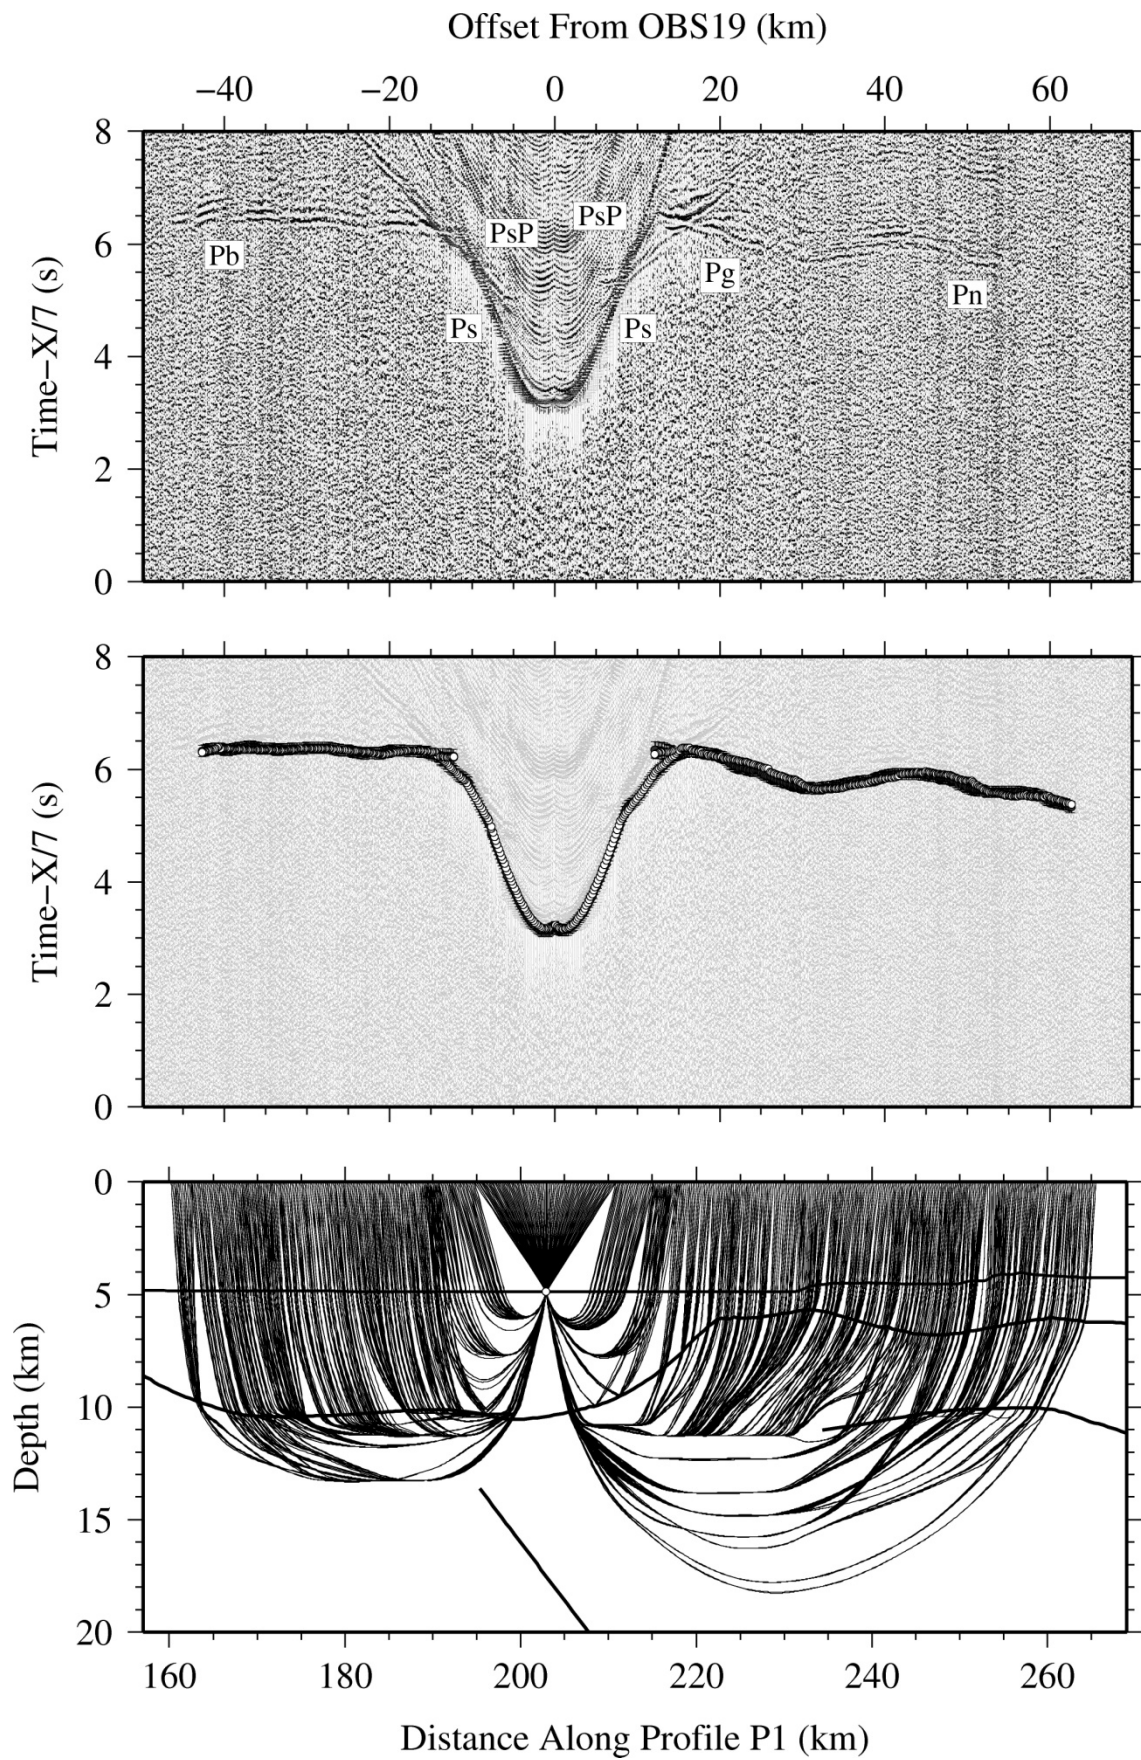 Offset From OBS19 (km)
−40 −20 0 20 40 60
8
6
4
2
0
Time−X/7 (s)
PsP PsP
Pb
Pg
Pn
Ps Ps
8
6
4
2
0
Time−X/7 (s)
0
5
10
15
20
Depth (km)
160 180 200 220 240 260
Distance Along Profile P1 (km)